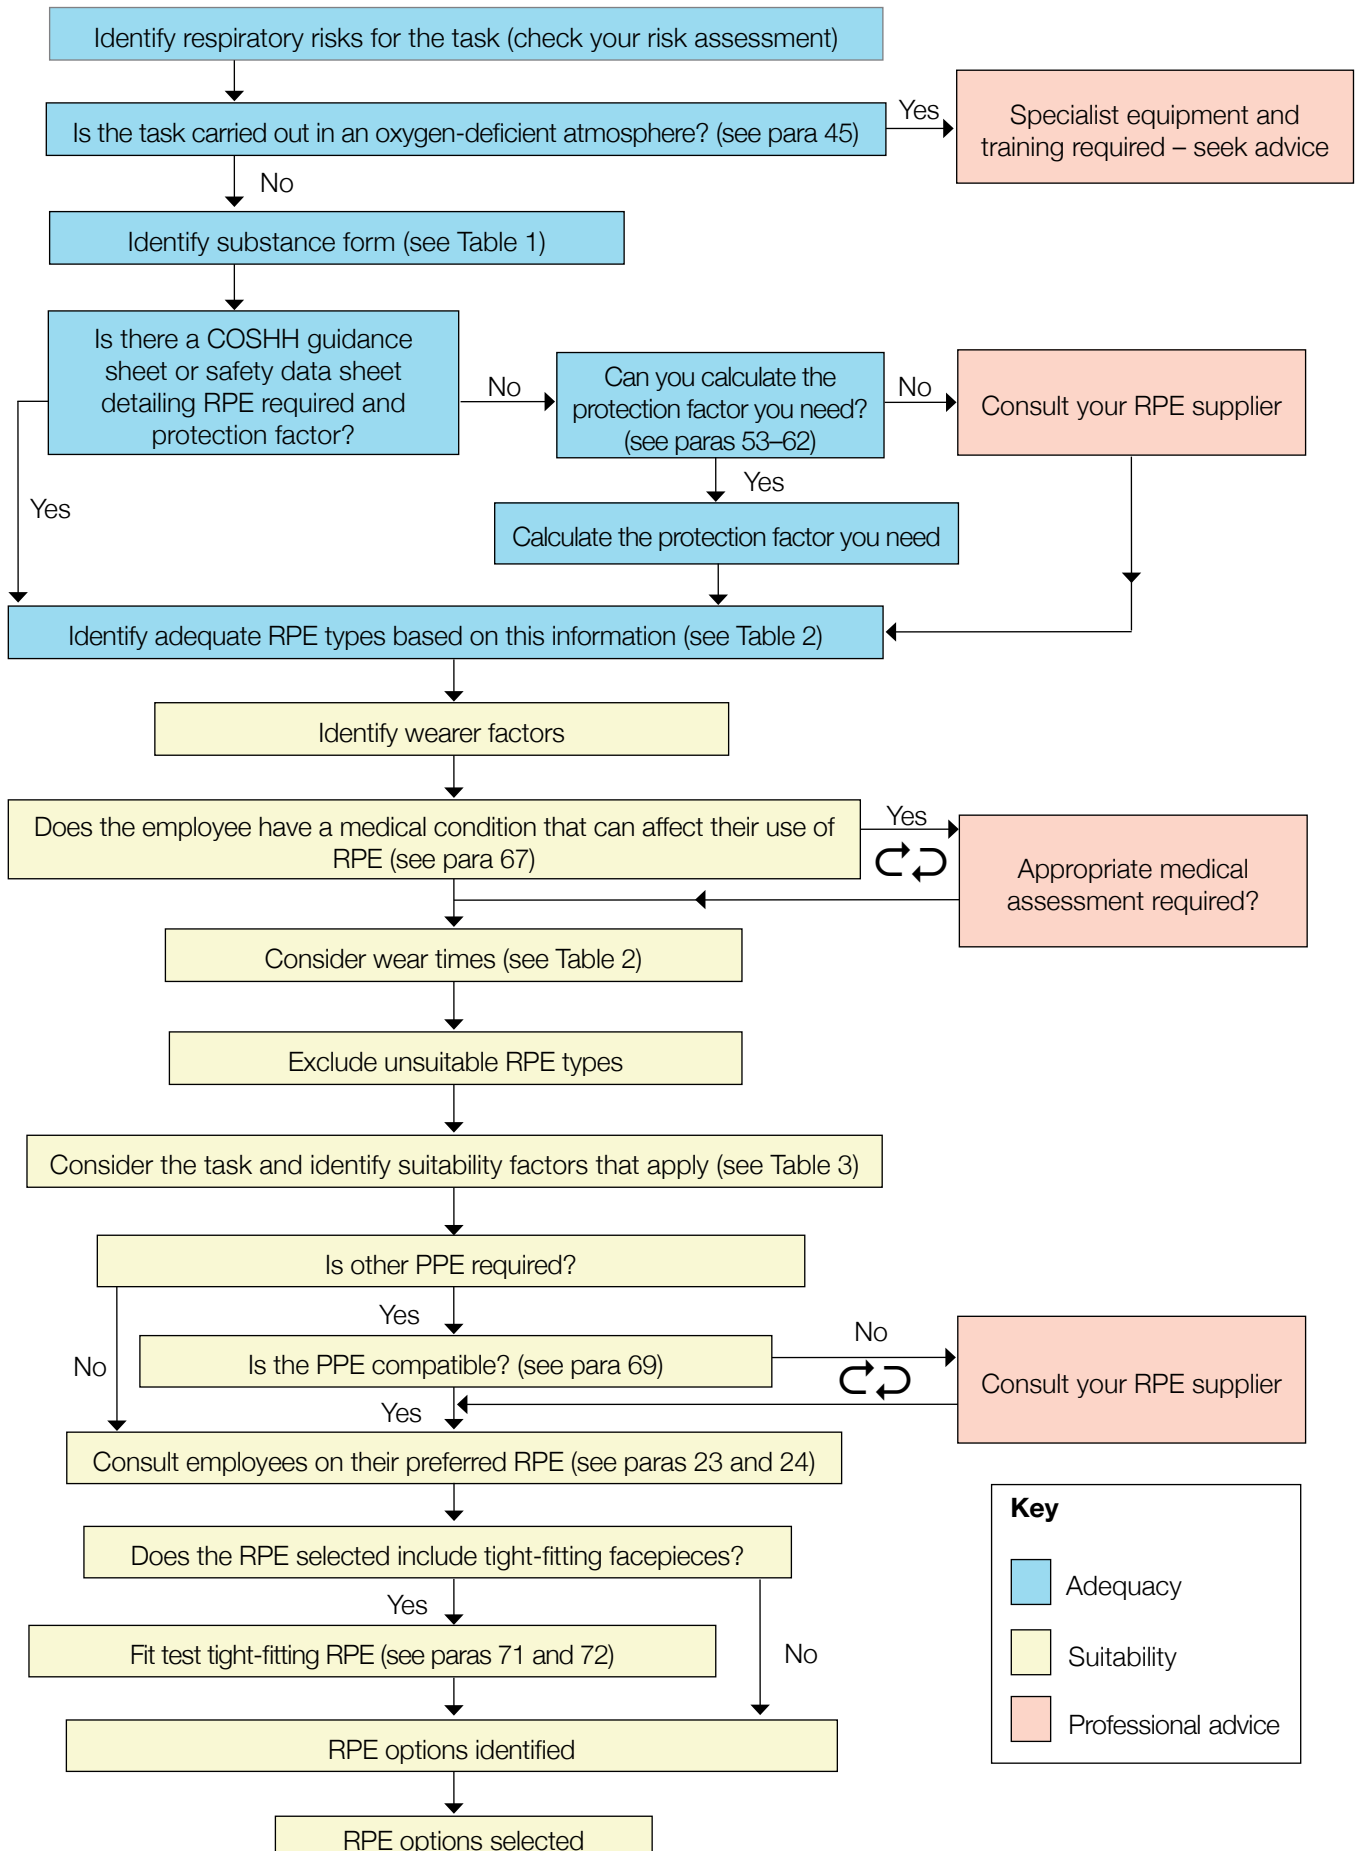 Identify respiratory risks for the task (check your risk assessment)
Is the task carried out in an oxygen-deficient atmosphere? (see para 45)
Yes
Specialist equipment and
training required – seek advice
No
Identify substance form (see Table 1)
Is there a COSHH guidance
sheet or safety data sheet
detailing RPE required and
protection factor?
No
Can you calculate the
protection factor you need?
(see paras 53–62)
No
Consult your RPE supplier
Yes
Yes
Calculate the protection factor you need
Identify adequate RPE types based on this information (see Table 2)
Identify wearer factors
Does the employee have a medical condition that can affect their use of
RPE (see para 67)
Yes
Appropriate medical
assessment required?
Consider wear times (see Table 2)
Exclude unsuitable RPE types
Consider the task and identify suitability factors that apply (see Table 3)
Is other PPE required?
Yes
No
Is the PPE compatible? (see para 69)
No
Consult your RPE supplier
Yes
Consult employees on their preferred RPE (see paras 23 and 24)
Does the RPE selected include tight-fitting facepieces?
Yes
No
Fit test tight-fitting RPE (see paras 71 and 72)
RPE options identified
RPE options selected
Key
Adequacy
Suitability
Professional advice